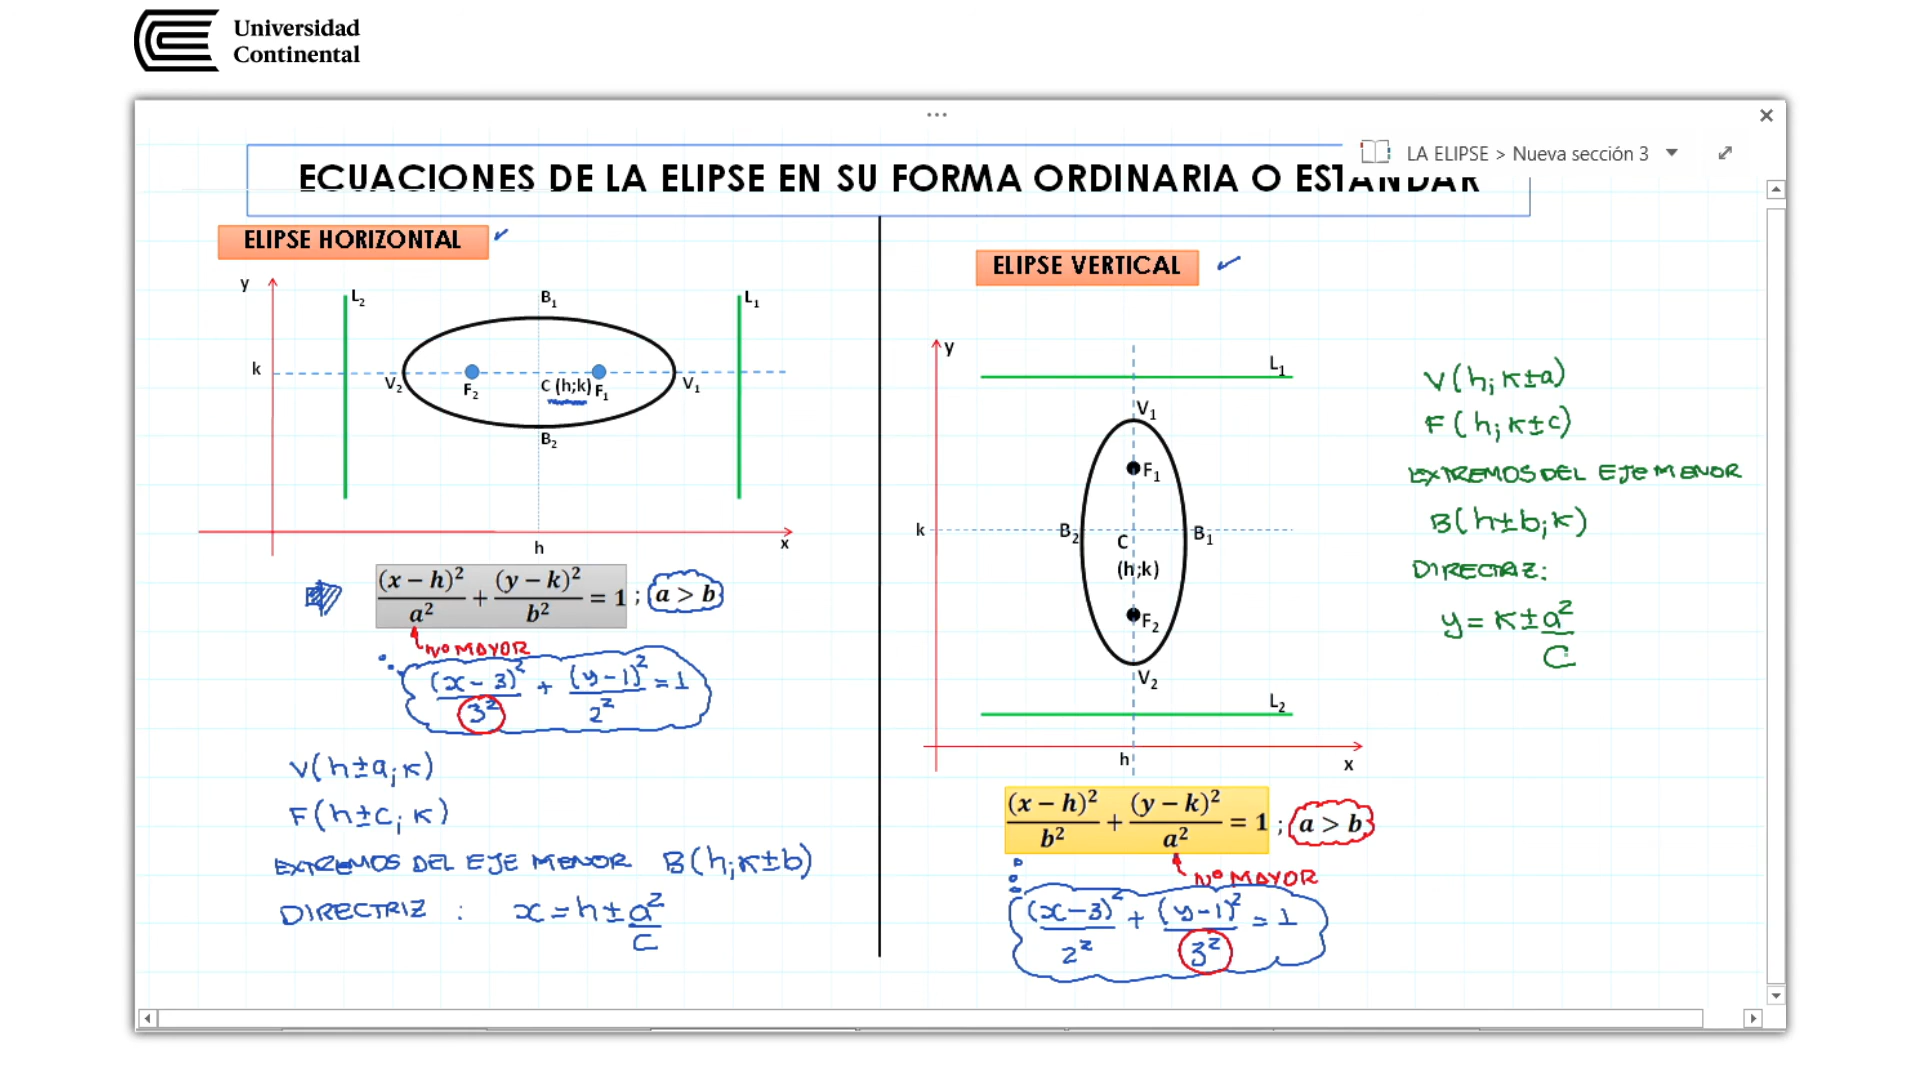 Universidad
Continental
LA ELIPSE > Nueva sección 3
ECUACIONES DE LA ELIPSE EN SU FORMA ORDINARIA O ESTANDAR
ELIPSE HORIZONTAL
y
L₂
B₁
L₁
k
V₂
F₂
C (h;k)
F₁
V₁
B₂
h
x
(x − h)²/a² + (y − k)²/b² = 1 ; a > b
Nº MAYOR
(x − 3)²/3² + (y − 1)²/2² = 1
V(h ± a; k)
F(h ± c; k)
EXTREMOS DEL EJE MENOR B(h; k ± b)
DIRECTRIZ : x = h ± a²/c
ELIPSE VERTICAL
y
L₁
V₁
F₁
k
B₂
B₁
C
(h;k)
F₂
V₂
L₂
h
x
(x − h)²/b² + (y − k)²/a² = 1 ; a > b
Nº MAYOR
(x − 3)²/2² + (y − 1)²/3² = 1
V(h; k ± a)
F(h; k ± c)
EXTREMOS DEL EJE MENOR
B(h ± b; k)
DIRECTRIZ:
y = k ± a²/c